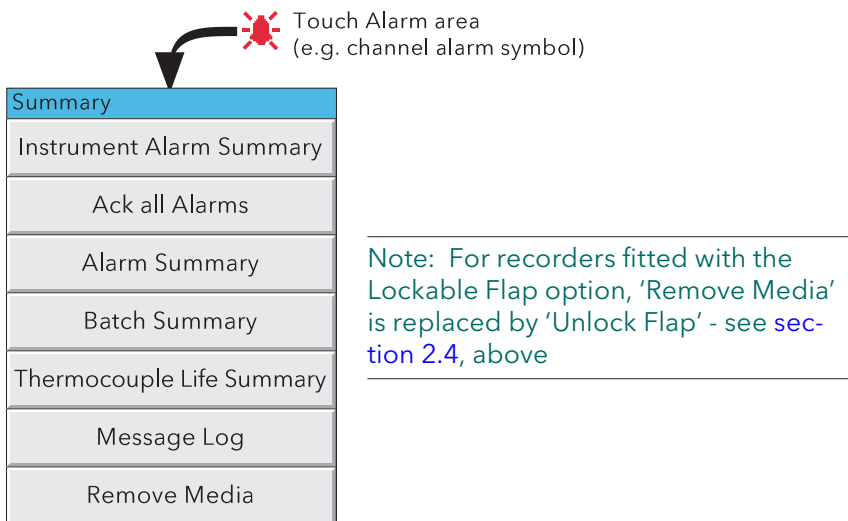 Touch Alarm area
(e.g. channel alarm symbol)
Summary
Instrument Alarm Summary
Ack all Alarms
Alarm Summary
Batch Summary
Thermocouple Life Summary
Message Log
Remove Media
Note:  For recorders fitted with the
Lockable Flap option, ‘Remove Media’
is replaced by ‘Unlock Flap’ - see sec-
tion 2.4, above